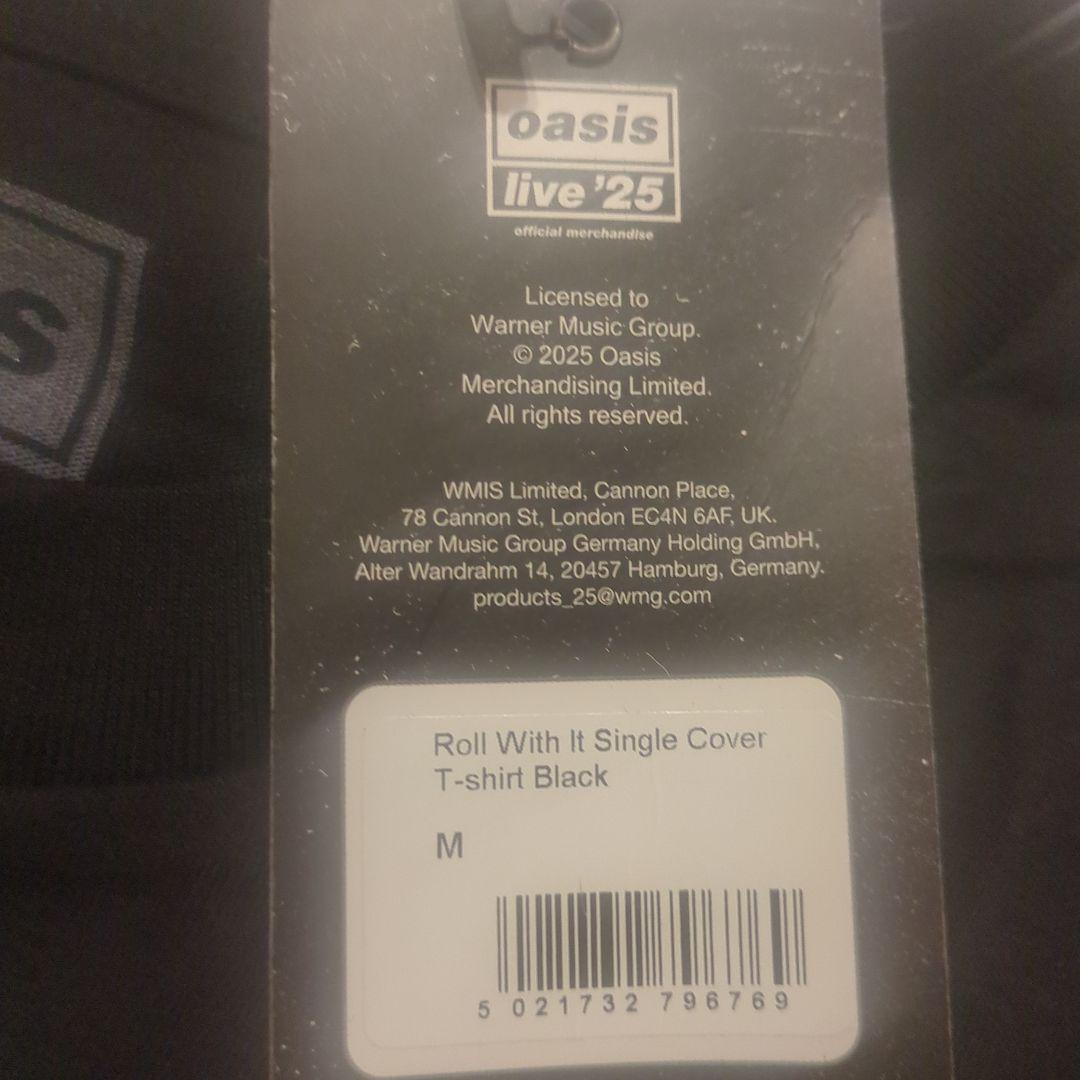 oasis
live '25
official merchandise
Licensed to
Warner Music Group.
© 2025 Oasis
Merchandising Limited.
All rights reserved.
WMIS Limited, Cannon Place,
78 Cannon St, London EC4N 6AF, UK.
Warner Music Group Germany Holding GmbH,
Alter Wandrahm 14, 20457 Hamburg, Germany.
products_25@wmg.com
s
Roll With It Single Cover
T-shirt Black
M
5 021732 796769